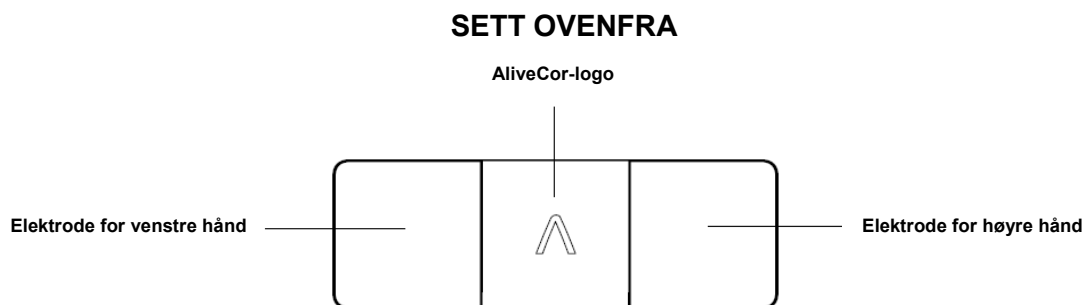 SETT OVENFRA
AliveCor-logo
Elektrode for venstre hånd
Elektrode for høyre hånd